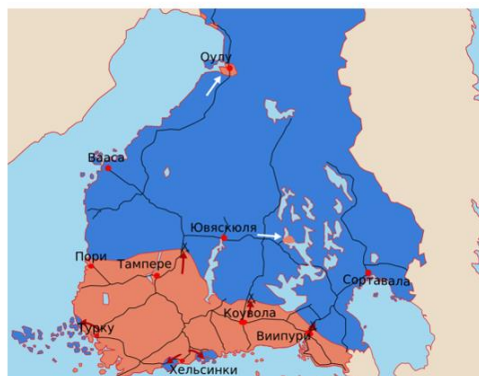 Оулу
Вааса
Ювяскюля
Пори
Тампере
Сортавала
Турку
Коувола
Виипури
Хельсинки